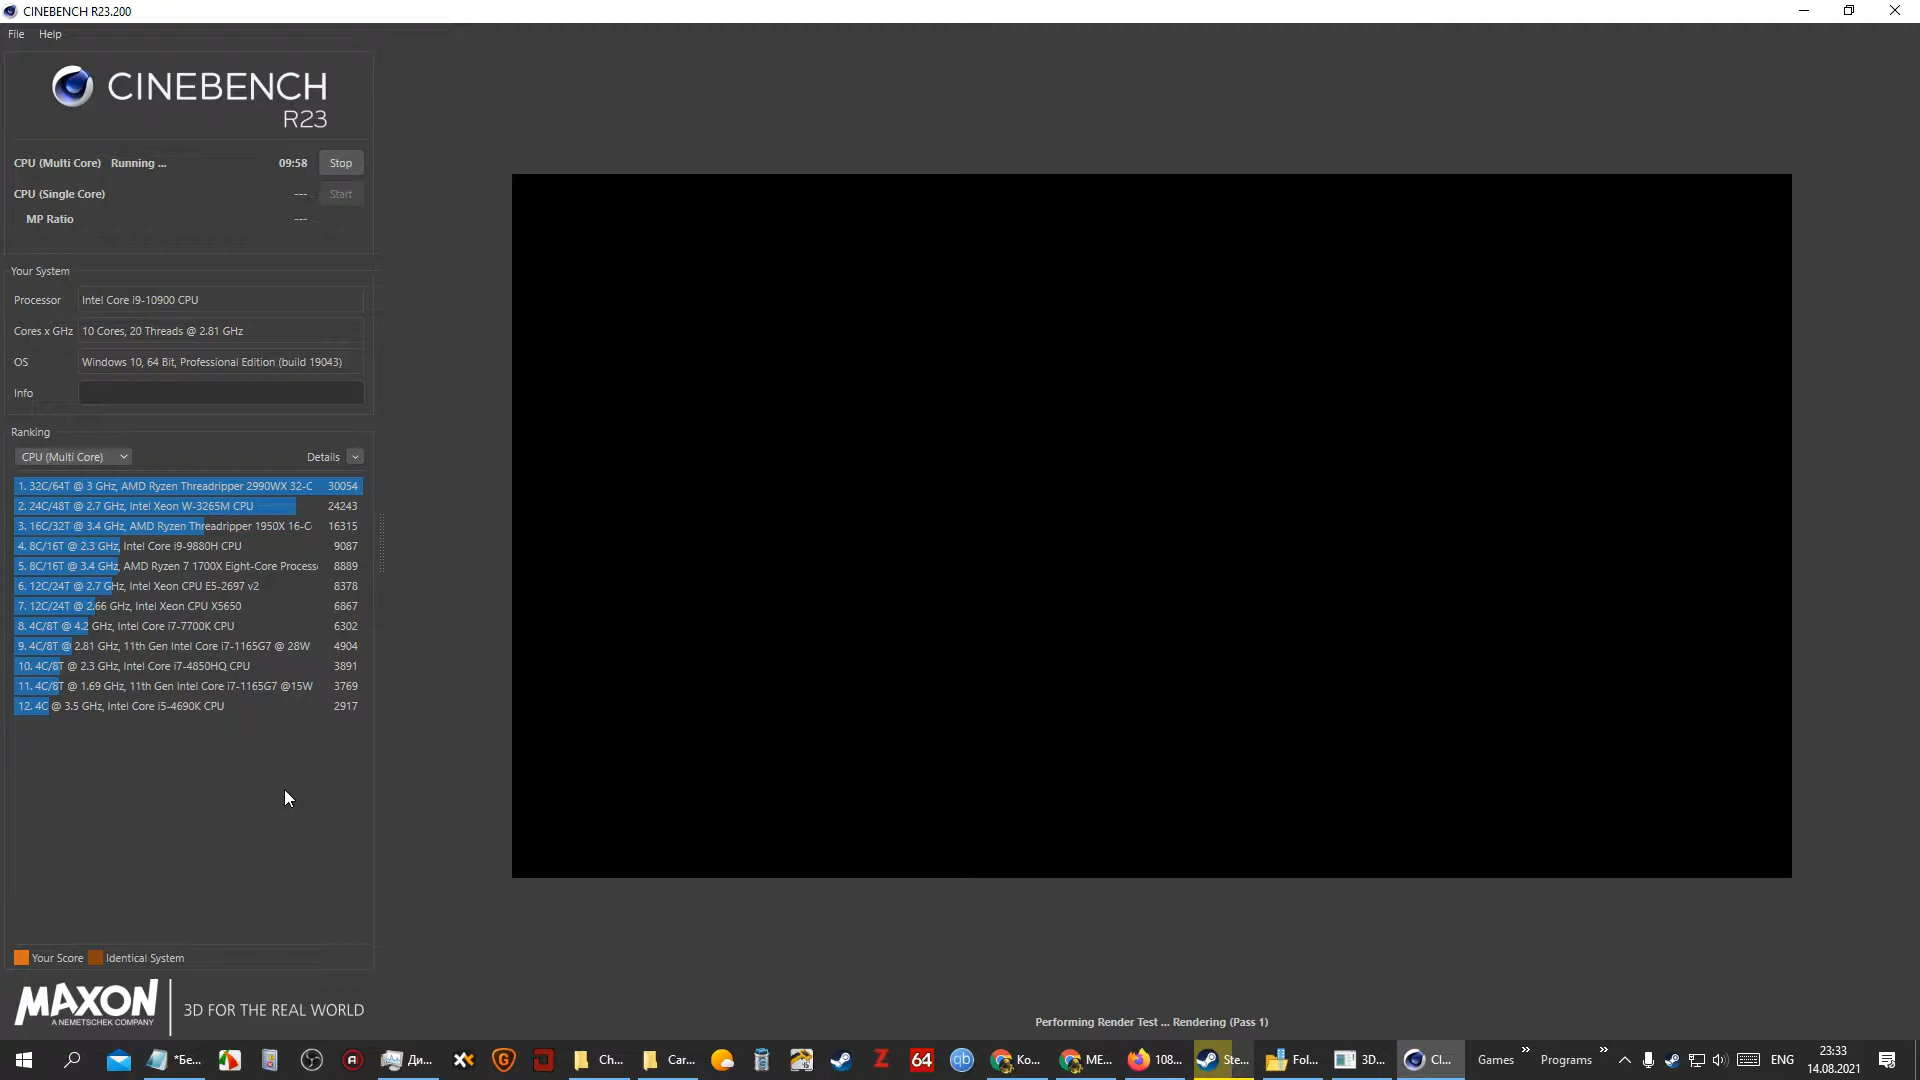 CINEBENCH R23.200
File Help
CINEBENCH
R23
CPU (Multi Core) Running ... 09:58 Stop
CPU (Single Core) --- Start
MP Ratio ---
Your System
Processor Intel Core i9-10900 CPU
Cores x GHz 10 Cores, 20 Threads @ 2.81 GHz
OS Windows 10, 64 Bit, Professional Edition (build 19043)
Info
Ranking
CPU (Multi Core) Details
1. 32C/64T @ 3 GHz, AMD Ryzen Threadripper 2990WX 32-C 30054
2. 24C/48T @ 2.7 GHz, Intel Xeon W-3265M CPU 24243
3. 16C/32T @ 3.4 GHz, AMD Ryzen Threadripper 1950X 16-C 16315
4. 8C/16T @ 2.3 GHz, Intel Core i9-9880H CPU 9087
5. 8C/16T @ 3.4 GHz, AMD Ryzen 7 1700X Eight-Core Process 8889
6. 12C/24T @ 2.7 GHz, Intel Xeon CPU E5-2697 v2 8378
7. 12C/24T @ 2.66 GHz, Intel Xeon CPU X5650 6867
8. 4C/8T @ 4.2 GHz, Intel Core i7-7700K CPU 6302
9. 4C/8T @ 2.81 GHz, 11th Gen Intel Core i7-1165G7 @ 28W 4904
10. 4C/8T @ 2.3 GHz, Intel Core i7-4850HQ CPU 3891
11. 4C/8T @ 1.69 GHz, 11th Gen Intel Core i7-1165G7 @15W 3769
12. 4C @ 3.5 GHz, Intel Core i5-4690K CPU 2917
Your Score Identical System
MAXON 3D FOR THE REAL WORLD
A NEMETSCHEK COMPANY
Performing Render Test ... Rendering (Pass 1)
*Бе... Ди... Ch... Car... Z 64 qb Ko... ME... 108... Ste... Fol... 3D... CI... Games » Programs » ENG 23:33
14.08.2021